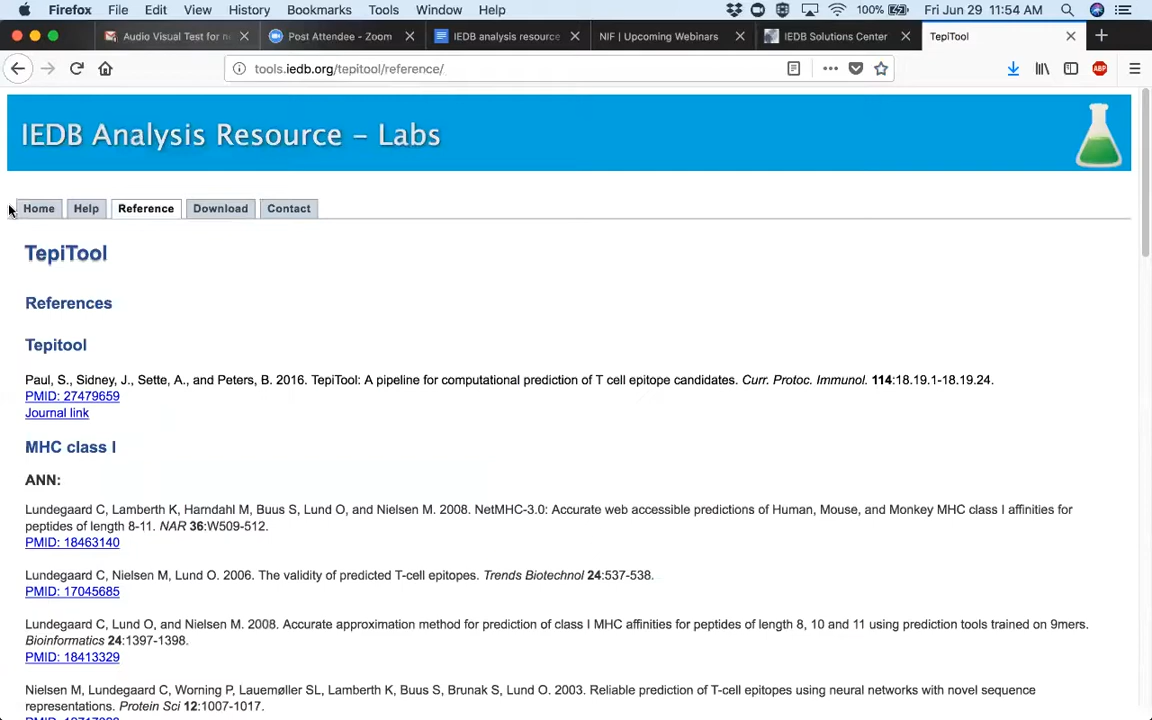 Firefox File Edit View History Bookmarks Tools Window Help 100% Fri Jun 29 11:54 AM
Audio Visual Test for n Post Attendee - Zoom IEDB analysis resource NIF | Upcoming Webinars IEDB Solutions Center TepiTool
tools.iedb.org/tepitool/reference/ ABP
IEDB Analysis Resource - Labs
Home Help Reference Download Contact
TepiTool
References
Tepitool
Paul, S., Sidney, J., Sette, A., and Peters, B. 2016. TepiTool: A pipeline for computational prediction of T cell epitope candidates. Curr. Protoc. Immunol. 114:18.19.1-18.19.24.
PMID: 27479659
Journal link
MHC class I
ANN:
Lundegaard C, Lamberth K, Harndahl M, Buus S, Lund O, and Nielsen M. 2008. NetMHC-3.0: Accurate web accessible predictions of Human, Mouse, and Monkey MHC class I affinities for
peptides of length 8-11. NAR 36:W509-512.
PMID: 18463140
Lundegaard C, Nielsen M, Lund O. 2006. The validity of predicted T-cell epitopes. Trends Biotechnol 24:537-538.
PMID: 17045685
Lundegaard C, Lund O, and Nielsen M. 2008. Accurate approximation method for prediction of class I MHC affinities for peptides of length 8, 10 and 11 using prediction tools trained on 9mers.
Bioinformatics 24:1397-1398.
PMID: 18413329
Nielsen M, Lundegaard C, Worning P, Lauemøller SL, Lamberth K, Buus S, Brunak S, Lund O. 2003. Reliable prediction of T-cell epitopes using neural networks with novel sequence
representations. Protein Sci 12:1007-1017.